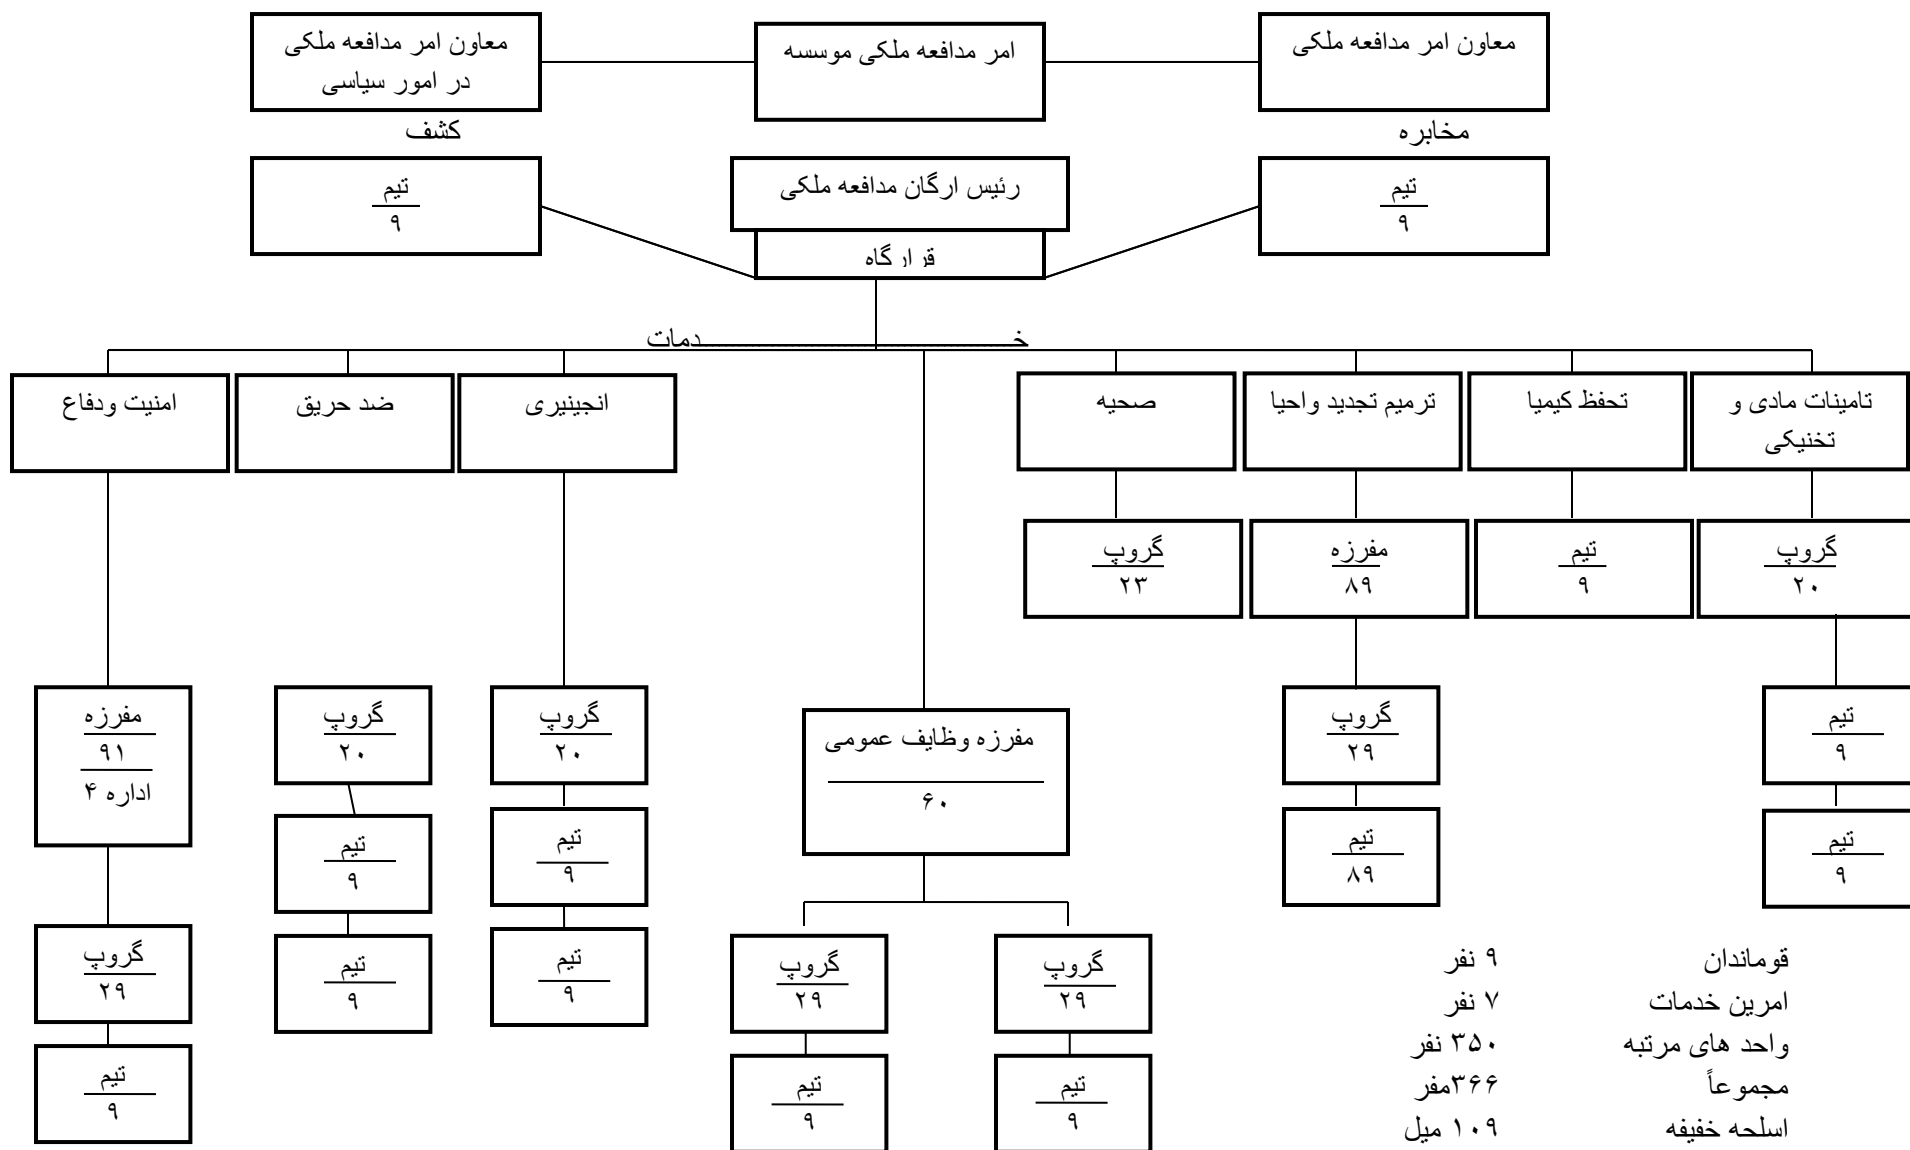 معاون امر مدافعه ملکی
امر مدافعه ملکی موسسه
معاون امر مدافعه ملکی
در امور سیاسی
مخابره
کشف
تیم
۹
رئیس ارگان مدافعه ملکی
قرارگاه
تیم
۹
خـــدمات
تامینات مادی و
تخنیکی
تحفظ کیمیا
ترمیم تجدید واحیا
صحیه
انجینیری
ضد حریق
امنیت ودفاع
گروپ
۲۰
تیم
۹
مفرزه
۸۹
گروپ
۲۳
تیم
۹
تیم
۹
گروپ
۲۹
تیم
۸۹
مفرزه وظایف عمومی
۶۰
گروپ
۲۹
تیم
۹
گروپ
۲۹
تیم
۹
گروپ
۲۰
تیم
۹
تیم
۹
گروپ
۲۰
تیم
۹
تیم
۹
مفرزه
۹۱
اداره ۴
گروپ
۲۹
تیم
۹
قوماندان ۹ نفر
امرین خدمات ۷ نفر
واحد های مرتبه ۳۵۰ نفر
مجموعاً ۳۶۶مفر
اسلحه خفیفه ۱۰۹ میل